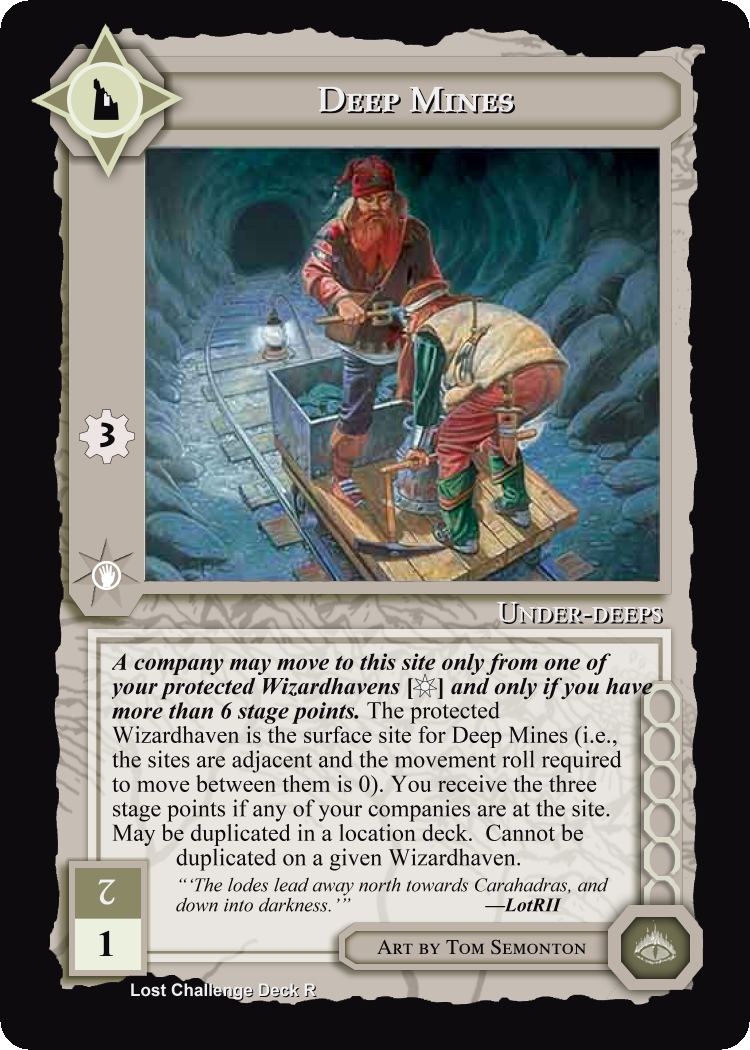 Deep Mines
3
Under-deeps
A company may move to this site only from one of
your protected Wizardhavens [] and only if you have
more than 6 stage points. The protected
Wizardhaven is the surface site for Deep Mines (i.e.,
the sites are adjacent and the movement roll required
to move between them is 0). You receive the three
stage points if any of your companies are at the site.
May be duplicated in a location deck. Cannot be
duplicated on a given Wizardhaven.
“‘The lodes lead away north towards Carahadras, and
down into darkness.’” —LotRII
2
1
Art by Tom Semonton
Lost Challenge Deck R